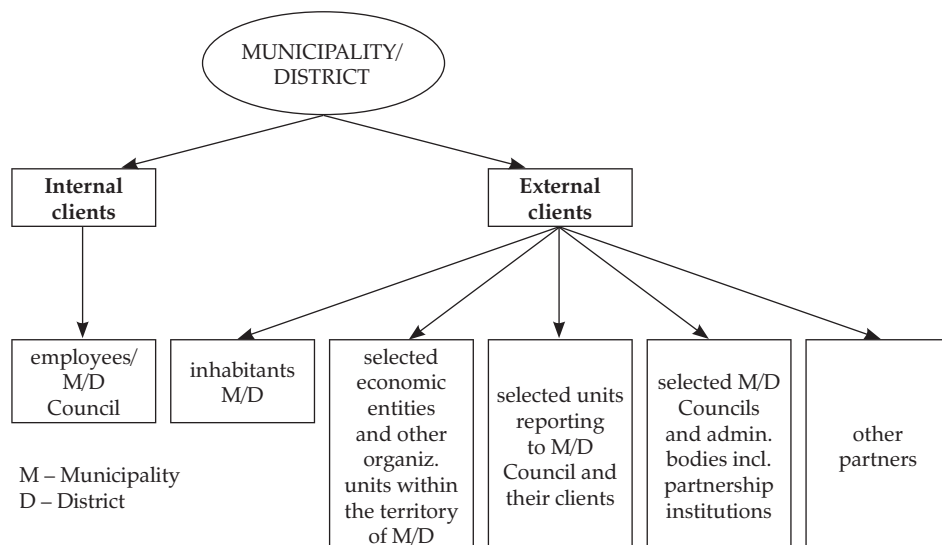 MUNICIPALITY/
DISTRICT
Internal
clients
External
clients
employees/
M/D
Council
inhabitants
M/D
selected
economic
entities
and other
organiz.
units within
the territory
of M/D
selected units
reporting
to M/D
Council and
their clients
selected M/D
Councils
and admin.
bodies incl.
partnership
institutions
other
partners
M – Municipality
D – District